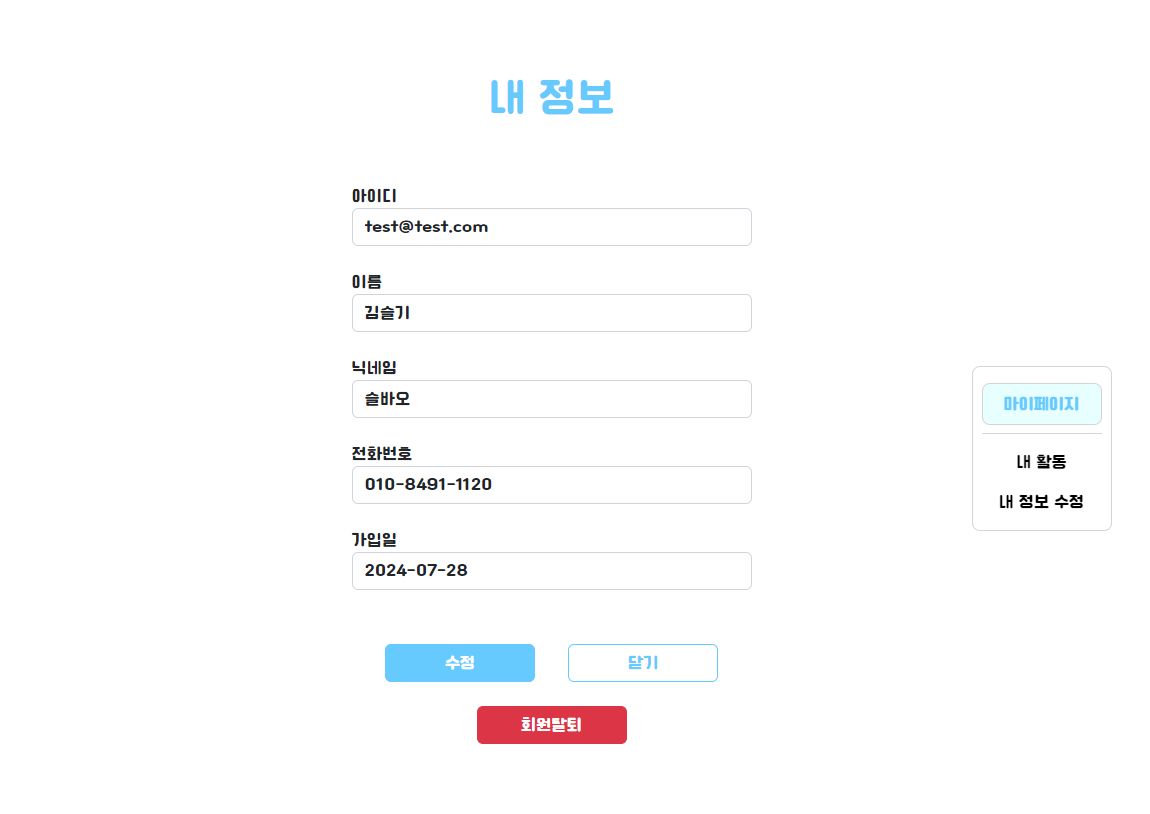 내 정보
아이디
test@test.com
이름
김슬기
닉네임
슬바오
전화번호
010-8491-1120
가입일
2024-07-28
수정
닫기
회원탈퇴
마이페이지
내 활동
내 정보 수정